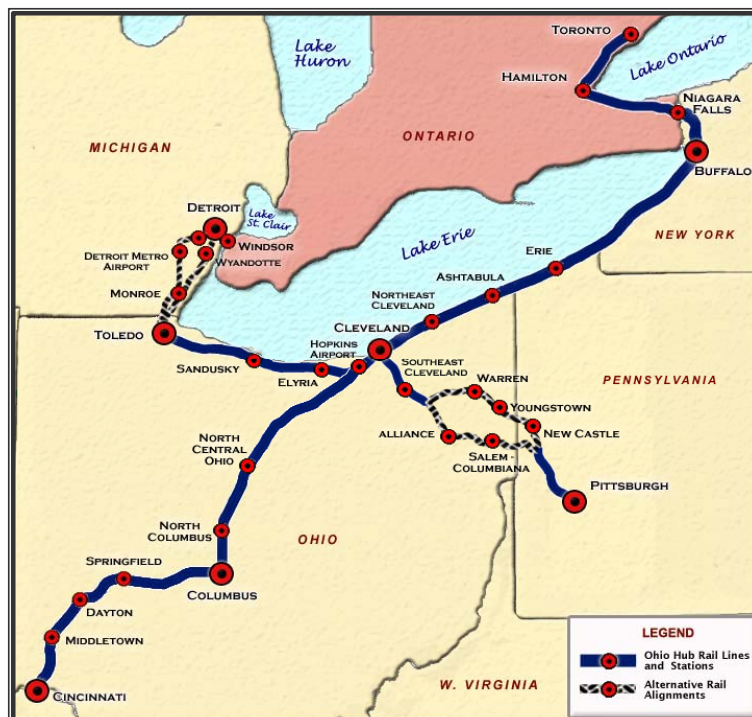 TORONTO
Lake Ontario
Lake
Huron
HAMILTON
NIAGARA
FALLS
ONTARIO
MICHIGAN
BUFFALO
DETROIT
Lake
St. Clair
NEW YORK
WINDSOR
Lake Erie
DETROIT METRO
AIRPORT
WYANDOTTE
ERIE
ASHTABULA
MONROE
NORTHEAST
CLEVELAND
TOLEDO
CLEVELAND
HOPKINS
AIRPORT
SANDUSKY
SOUTHEAST
CLEVELAND
ELYRIA
WARREN
PENNSYLVANIA
YOUNGSTOWN
NEW CASTLE
ALLIANCE
NORTH
CENTRAL
OHIO
SALEM -
COLUMBIANA
PITTSBURGH
NORTH
COLUMBUS
OHIO
SPRINGFIELD
COLUMBUS
DAYTON
MIDDLETOWN
CINCINNATI
W. VIRGINIA
LEGEND
Ohio Hub Rail Lines
and Stations
Alternative Rail
Alignments